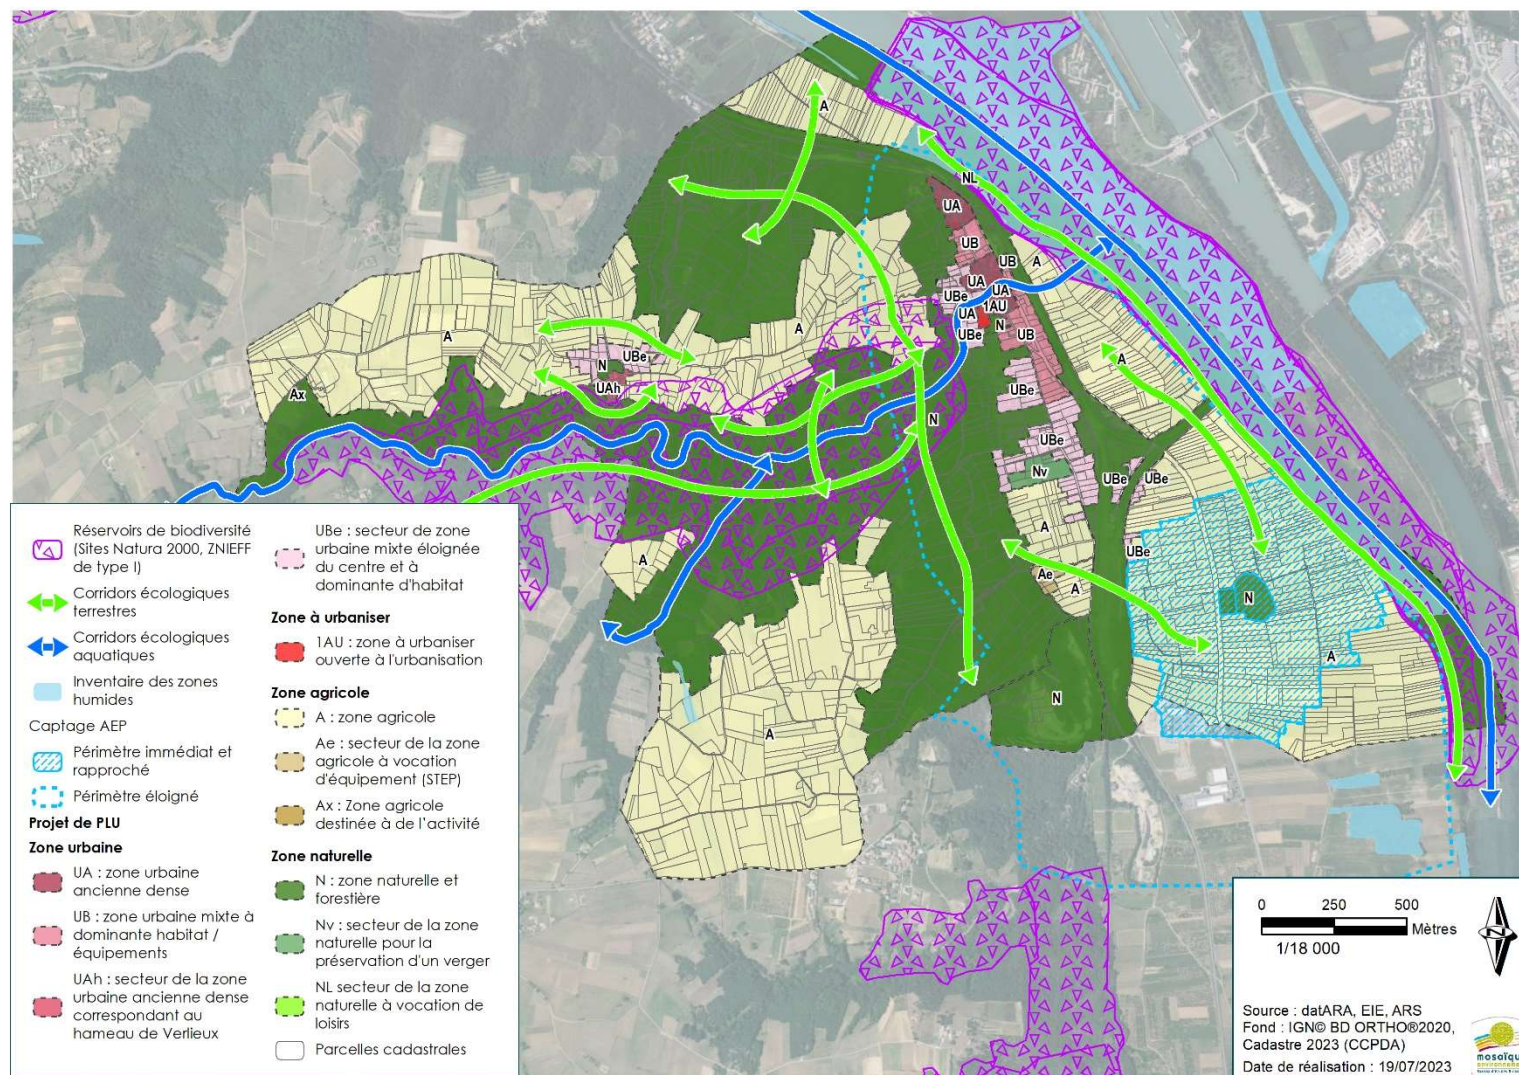 A
NL
UA
UB
UB
A
UA
UBe
UA
1AU
UA
N
UBe
UB
A
A
A
UBe
N
UAh
Ax
UBe
N
UBe
Nv
UBe
UBe
A
UBe
A
Ae
A
N
A
N
A
Réservoirs de biodiversité
(Sites Natura 2000, ZNIEFF
de type I)
Corridors écologiques
terrestres
Corridors écologiques
aquatiques
Inventaire des zones
humides
Captage AEP
Périmètre immédiat et
rapproché
Périmètre éloigné
Projet de PLU
Zone urbaine
UA : zone urbaine
ancienne dense
UB : zone urbaine mixte à
dominante habitat /
équipements
UAh : secteur de la zone
urbaine ancienne dense
correspondant au
hameau de Verlieux
UBe : secteur de zone
urbaine mixte éloignée
du centre et à
dominante d'habitat
Zone à urbaniser
1AU : zone à urbaniser
ouverte à l'urbanisation
Zone agricole
A : zone agricole
Ae : secteur de la zone
agricole à vocation
d'équipement (STEP)
Ax : Zone agricole
destinée à de l'activité
Zone naturelle
N : zone naturelle et
forestière
Nv : secteur de la zone
naturelle pour la
préservation d'un verger
NL secteur de la zone
naturelle à vocation de
loisirs
Parcelles cadastrales
0 250 500
Mètres
1/18 000
N
Source : datARA, EIE, ARS
Fond : IGN© BD ORTHO®2020,
Cadastre 2023 (CCPDA)
Date de réalisation : 19/07/2023
mosaïque
environnement